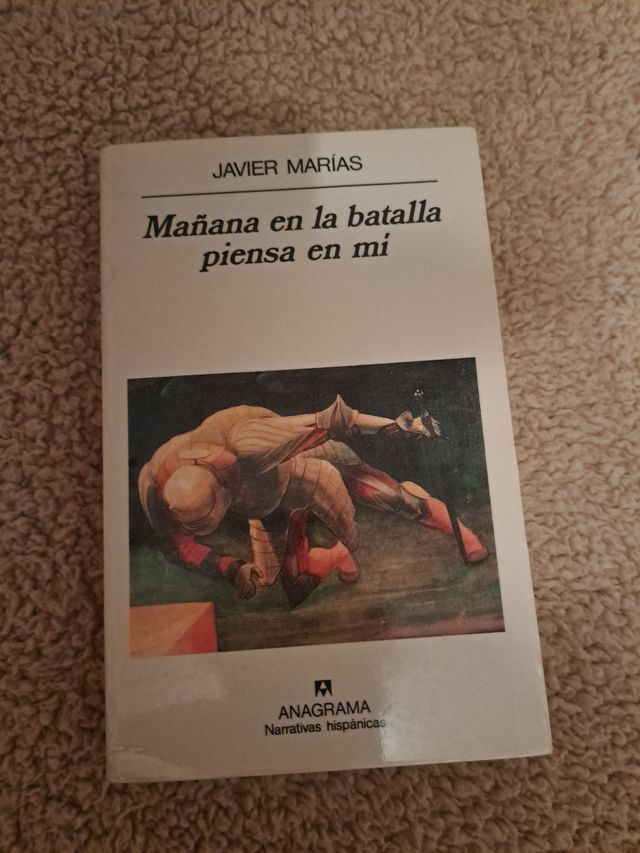 JAVIER MARÍAS
Mañana en la batalla
piensa en mí
ANAGRAMA
Narrativas hispánicas